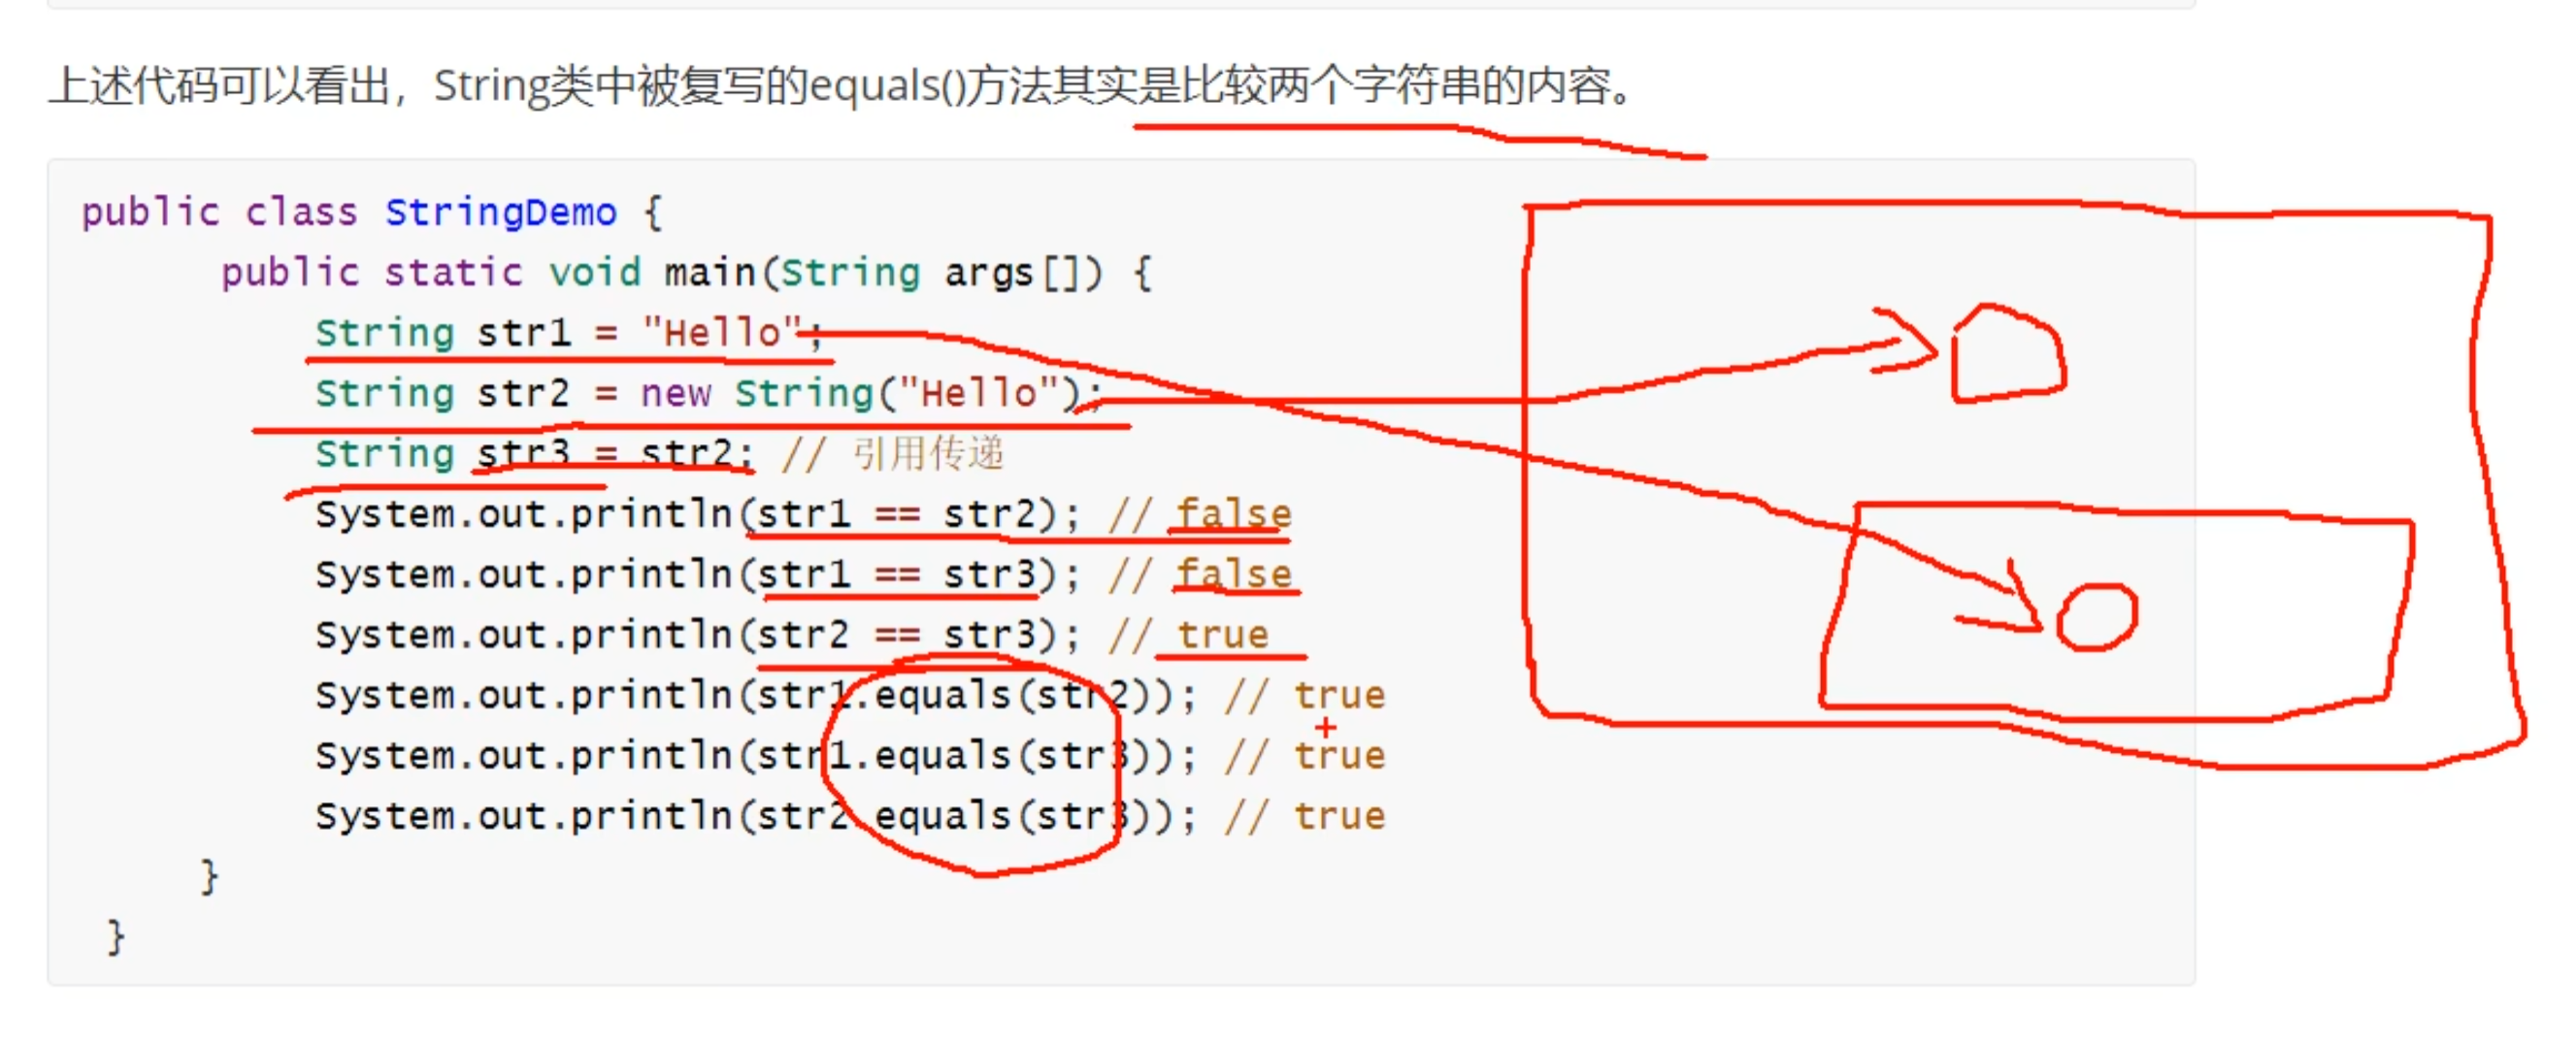 上述代码可以看出，String类中被复写的equals()方法其实是比较两个字符串的内容。
public class StringDemo {
public static void main(String args[]) {
String str1 = "Hello";
String str2 = new String("Hello");
String str3 = str2; // 引用传递
System.out.println(str1 == str2); // false
System.out.println(str1 == str3); // false
System.out.println(str2 == str3); // true
System.out.println(str1.equals(str2)); // true
System.out.println(str1.equals(str3)); // true
System.out.println(str2.equals(str3)); // true
}
}